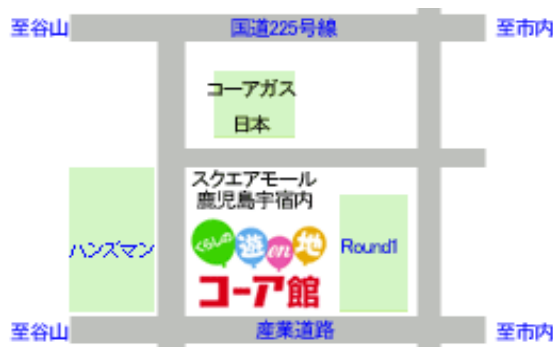 至谷山 国道225号線 至市内
コーアガス
日本
スクエアモール
鹿児島宇宿内
くらしの遊en地
ハンズマン
Round1
コーア館
至谷山 産業道路 至市内